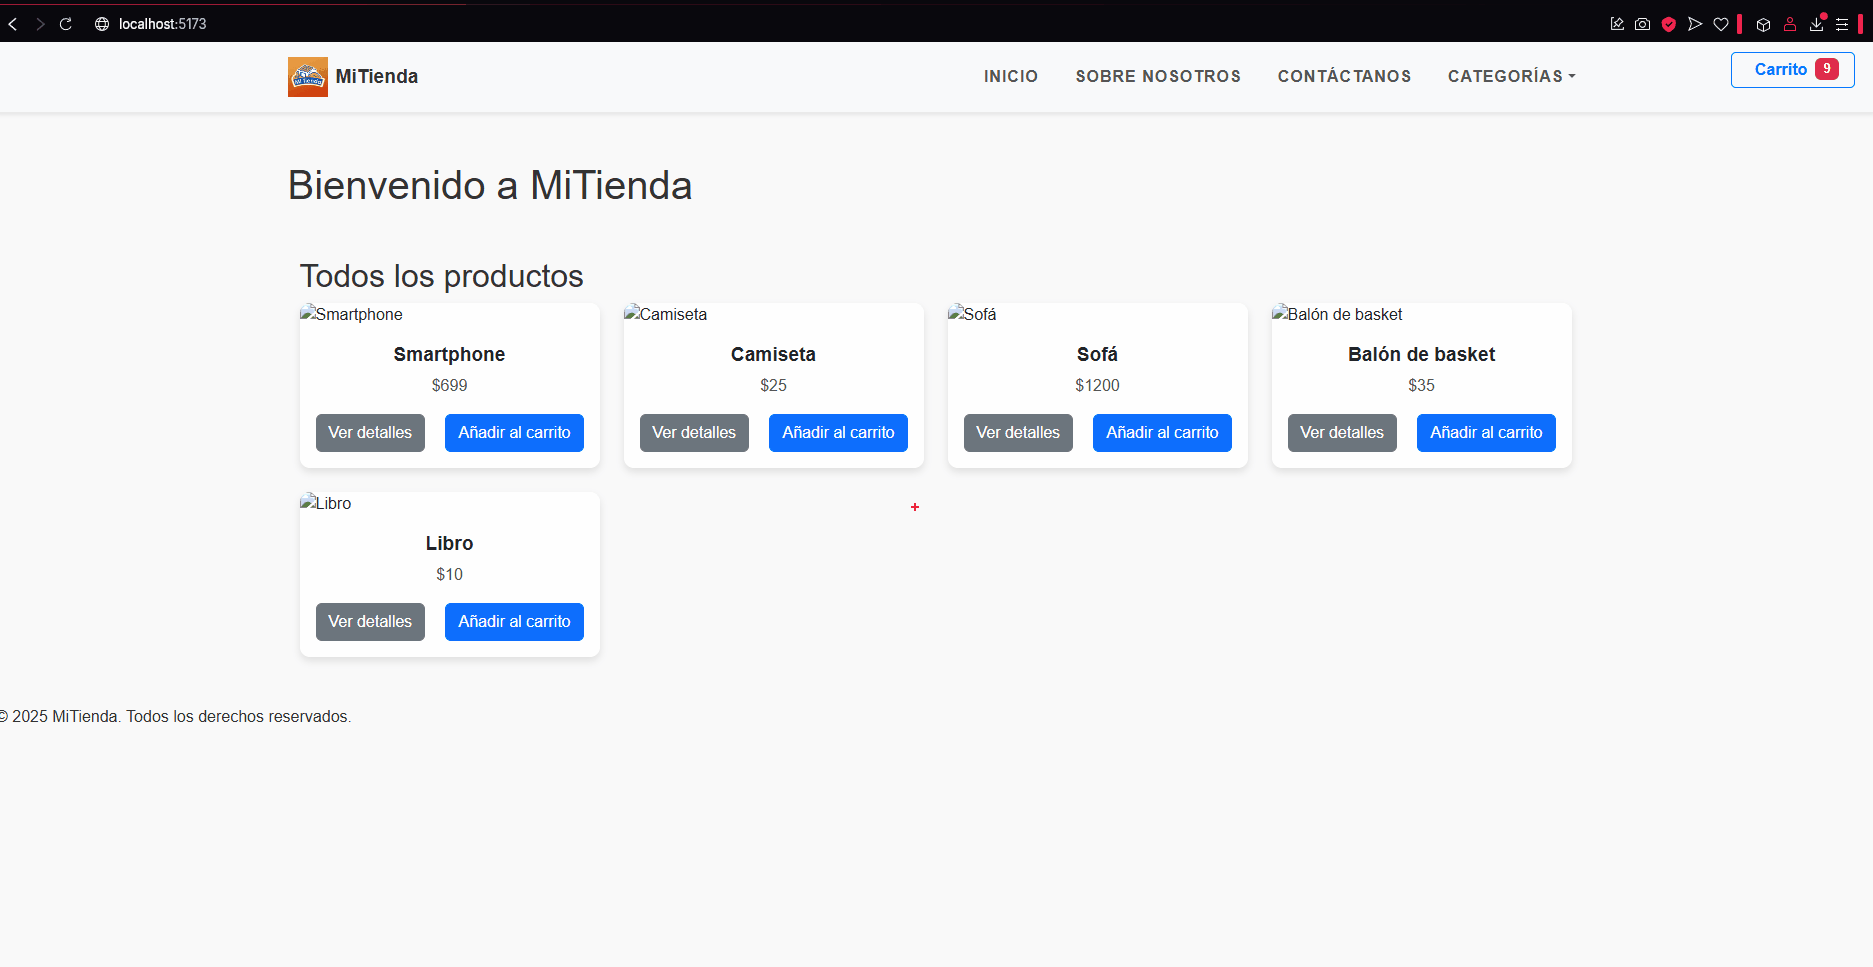 localhost:5173
Mi Tienda
MiTienda
INICIO
SOBRE NOSOTROS
CONTÁCTANOS
CATEGORÍAS
Carrito 9
Bienvenido a MiTienda
Todos los productos
Smartphone
Smartphone
$699
Ver detalles
Añadir al carrito
Camiseta
Camiseta
$25
Ver detalles
Añadir al carrito
Sofá
Sofá
$1200
Ver detalles
Añadir al carrito
Balón de basket
Balón de basket
$35
Ver detalles
Añadir al carrito
Libro
Libro
$10
Ver detalles
Añadir al carrito
© 2025 MiTienda. Todos los derechos reservados.